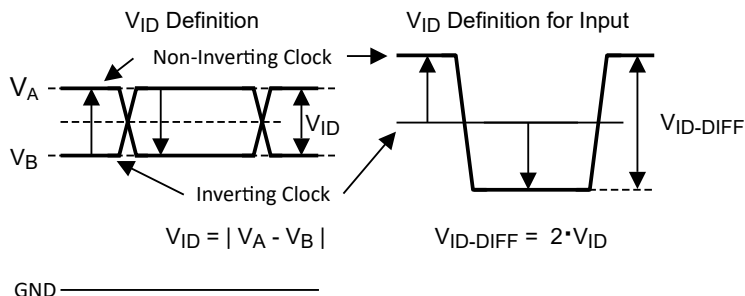 VID Definition
VID Definition for Input
Non-Inverting Clock
VA
VID
VID-DIFF
VB
Inverting Clock
VID = | VA - VB |
VID-DIFF = 2·VID
GND